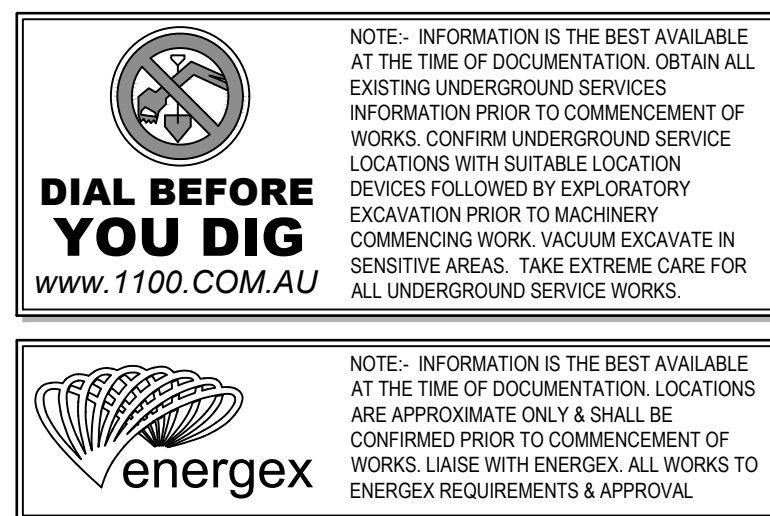 DIAL BEFORE
YOU DIG
www.1100.COM.AU
NOTE:- INFORMATION IS THE BEST AVAILABLE
AT THE TIME OF DOCUMENTATION. OBTAIN ALL
EXISTING UNDERGROUND SERVICES
INFORMATION PRIOR TO COMMENCEMENT OF
WORKS. CONFIRM UNDERGROUND SERVICE
LOCATIONS WITH SUITABLE LOCATION
DEVICES FOLLOWED BY EXPLORATORY
EXCAVATION PRIOR TO MACHINERY
COMMENCING WORK. VACUUM EXCAVATE IN
SENSITIVE AREAS. TAKE EXTREME CARE FOR
ALL UNDERGROUND SERVICE WORKS.
energex
NOTE:- INFORMATION IS THE BEST AVAILABLE
AT THE TIME OF DOCUMENTATION. LOCATIONS
ARE APPROXIMATE ONLY & SHALL BE
CONFIRMED PRIOR TO COMMENCEMENT OF
WORKS. LIAISE WITH ENERGEX. ALL WORKS TO
ENERGEX REQUIREMENTS & APPROVAL